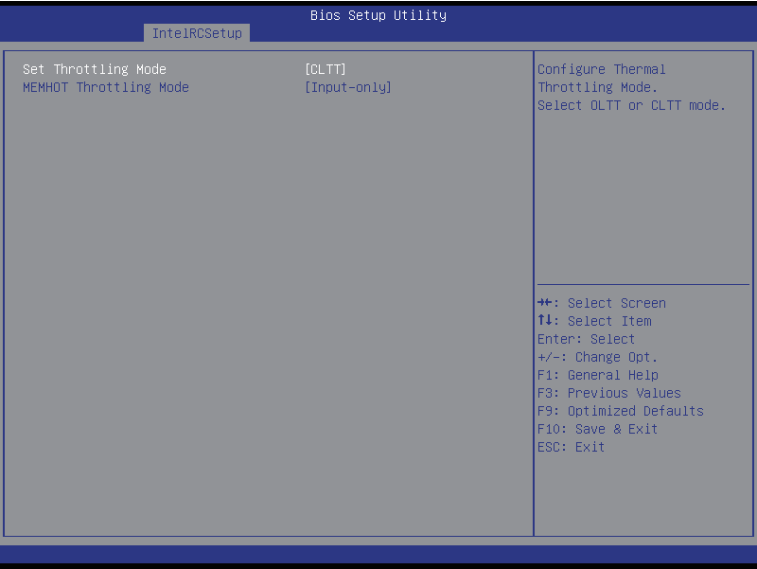 Bios Setup Utility
IntelRCSetup
Set Throttling Mode [CLTT]
MEMHOT Throttling Mode [Input-only]
Configure Thermal
Throttling Mode.
Select OLTT or CLTT mode.
→←: Select Screen
↑↓: Select Item
Enter: Select
+/-: Change Opt.
F1: General Help
F3: Previous Values
F9: Optimized Defaults
F10: Save & Exit
ESC: Exit